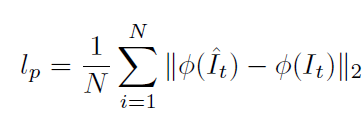 l_p = \frac{1}{N} \sum_{i=1}^{N} \|\phi(\hat{I}_t) - \phi(I_t)\|_2